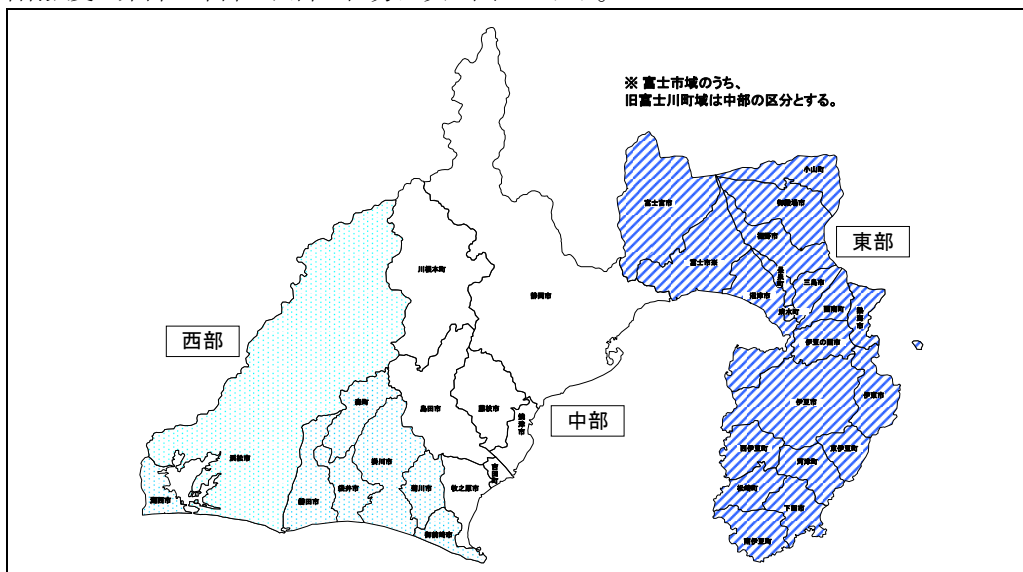 ※ 富士市域のうち、
旧富士川町域は中部の区分とする。
小山町
御殿場市
富士宮市
裾野市
東部
富士市※
長泉町
三島市
川根本町
沼津市
函南町
熱海市
静岡市
清水町
西部
伊豆の国市
森町
島田市
藤枝市
焼津市
中部
伊豆市
伊東市
浜松市
掛川市
吉田町
西伊豆町
河津町
東伊豆町
湖西市
磐田市
袋井市
菊川市
牧之原市
松崎町
下田市
御前崎市
南伊豆町